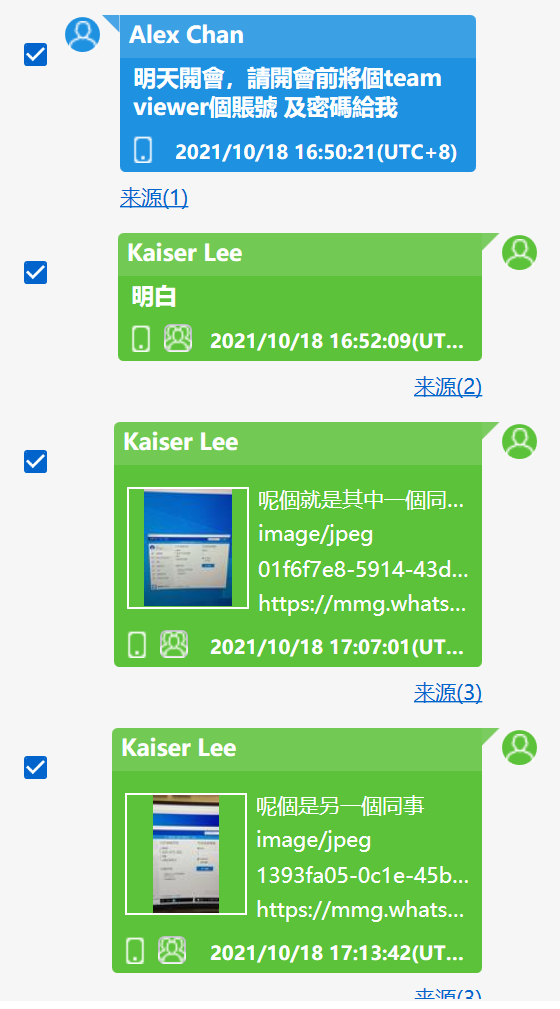 Alex Chan
明天開會，請開會前將個team
viewer個賬號 及密碼給我
2021/10/18 16:50:21(UTC+8)
来源(1)
Kaiser Lee
明白
2021/10/18 16:52:09(UT...
来源(2)
Kaiser Lee
呢個就是其中一個同...
image/jpeg
01f6f7e8-5914-43d...
https://mmg.whats...
2021/10/18 17:07:01(UT...
来源(3)
Kaiser Lee
呢個是另一個同事
image/jpeg
1393fa05-0c1e-45b...
https://mmg.whats...
2021/10/18 17:13:42(UT...
来源(3)